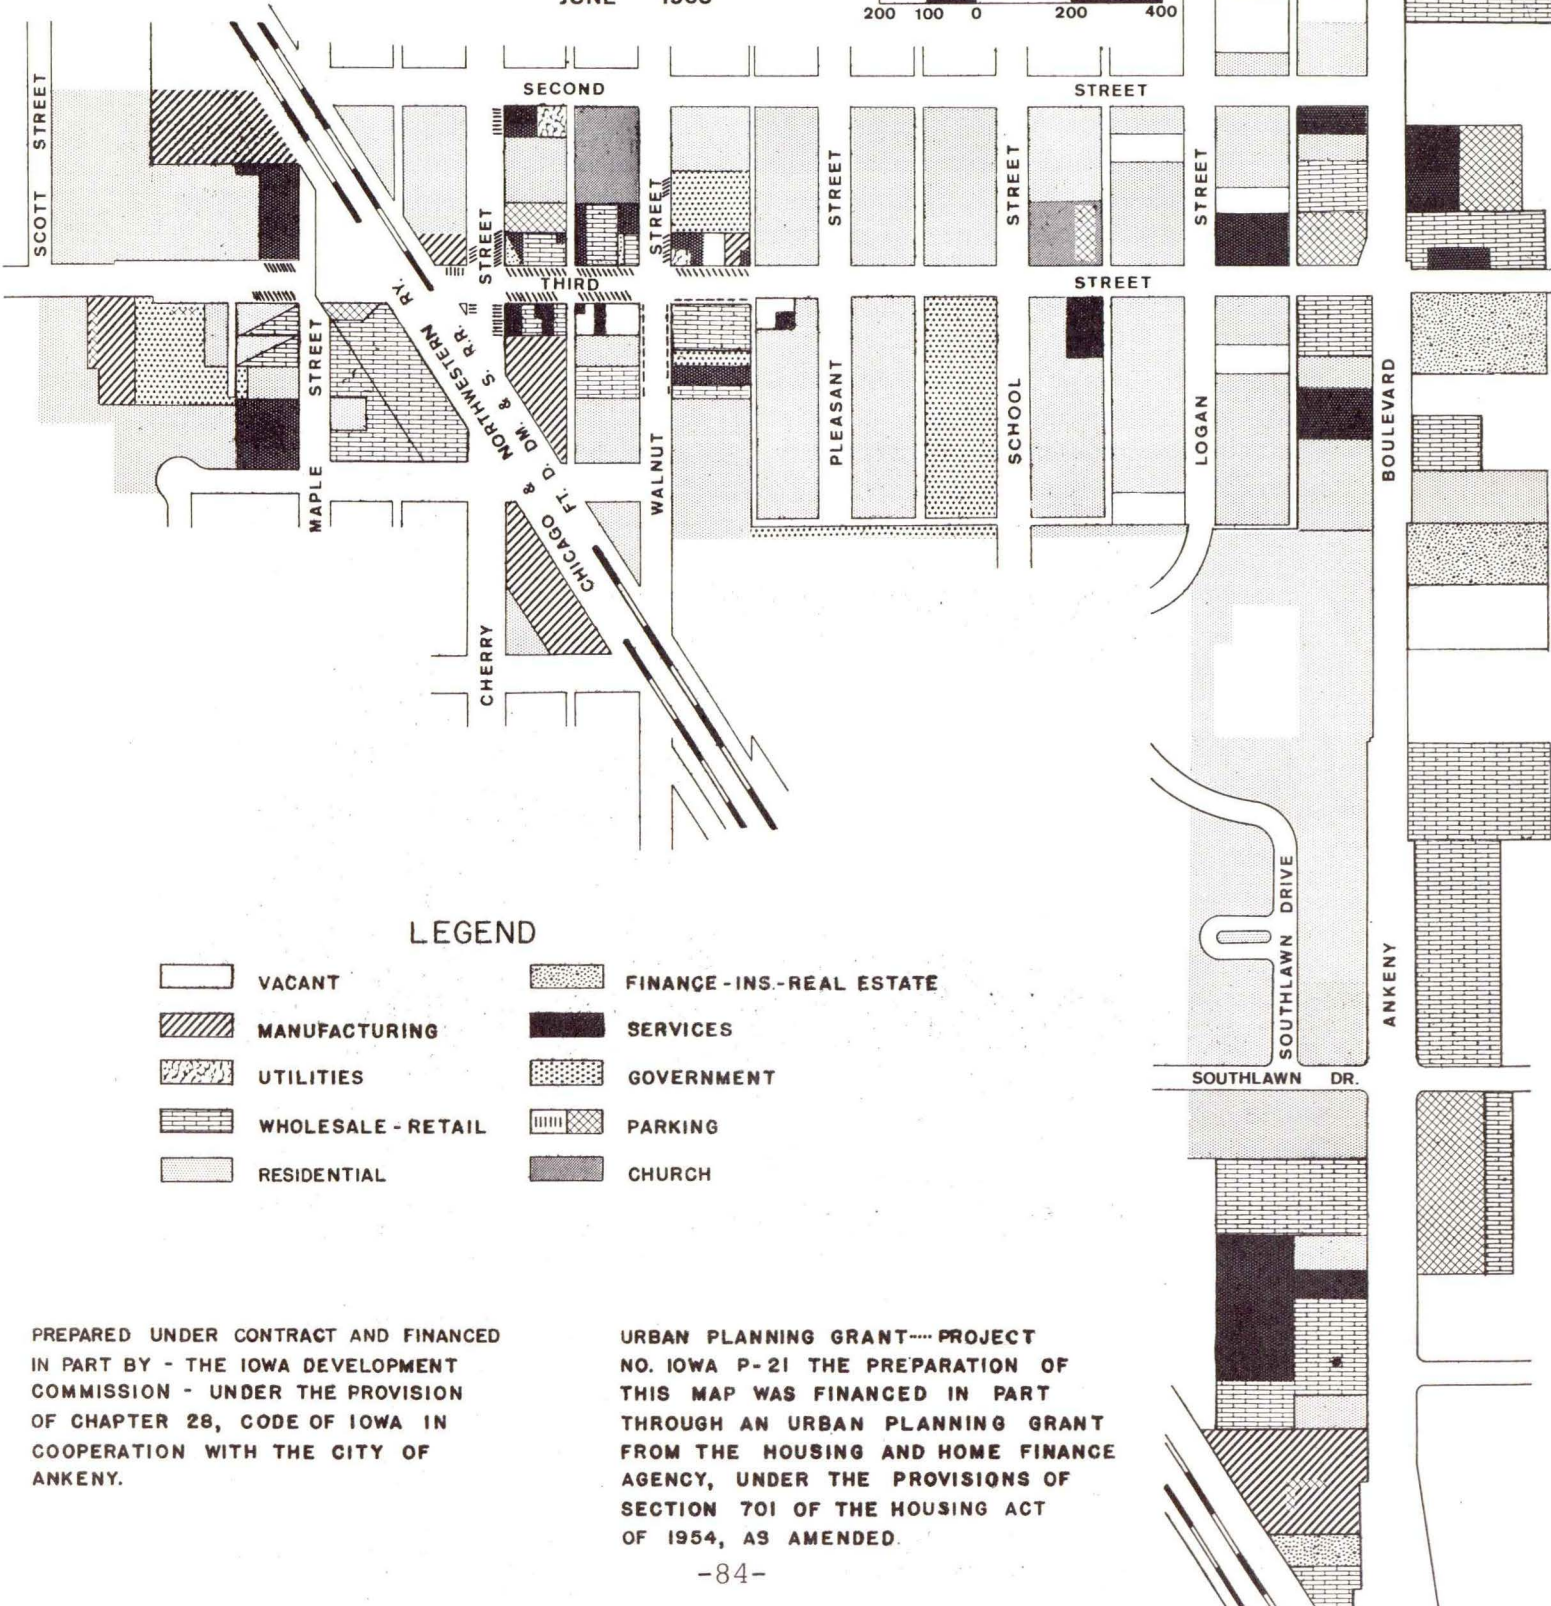 200 100 0 200 400
SECOND STREET
SCOTT STREET
STREET
STREET
STREET
STREET
STREET
THIRD STREET
CHICAGO & NORTHWESTERN RY.
FT. D. DM. & S. R.R.
MAPLE STREET
CHERRY
WALNUT
PLEASANT
SCHOOL
LOGAN
ANKENY BOULEVARD
SOUTHLAWN DRIVE
SOUTHLAWN DR.
LEGEND
VACANT
MANUFACTURING
UTILITIES
WHOLESALE - RETAIL
RESIDENTIAL
FINANCE - INS. - REAL ESTATE
SERVICES
GOVERNMENT
PARKING
CHURCH
PREPARED UNDER CONTRACT AND FINANCED
IN PART BY - THE IOWA DEVELOPMENT
COMMISSION - UNDER THE PROVISION
OF CHAPTER 28, CODE OF IOWA IN
COOPERATION WITH THE CITY OF
ANKENY.
URBAN PLANNING GRANT---- PROJECT
NO. IOWA P-21 THE PREPARATION OF
THIS MAP WAS FINANCED IN PART
THROUGH AN URBAN PLANNING GRANT
FROM THE HOUSING AND HOME FINANCE
AGENCY, UNDER THE PROVISIONS OF
SECTION 701 OF THE HOUSING ACT
OF 1954, AS AMENDED.
-84-